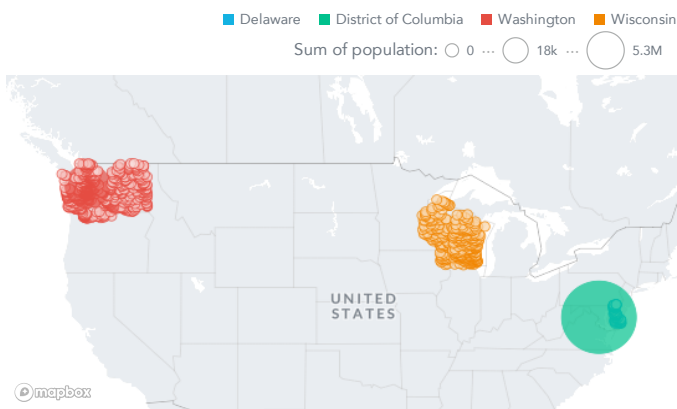 Delaware District of Columbia Washington Wisconsin
Sum of population: 0 ... 18k ... 5.3M
UNITED
STATES
mapbox